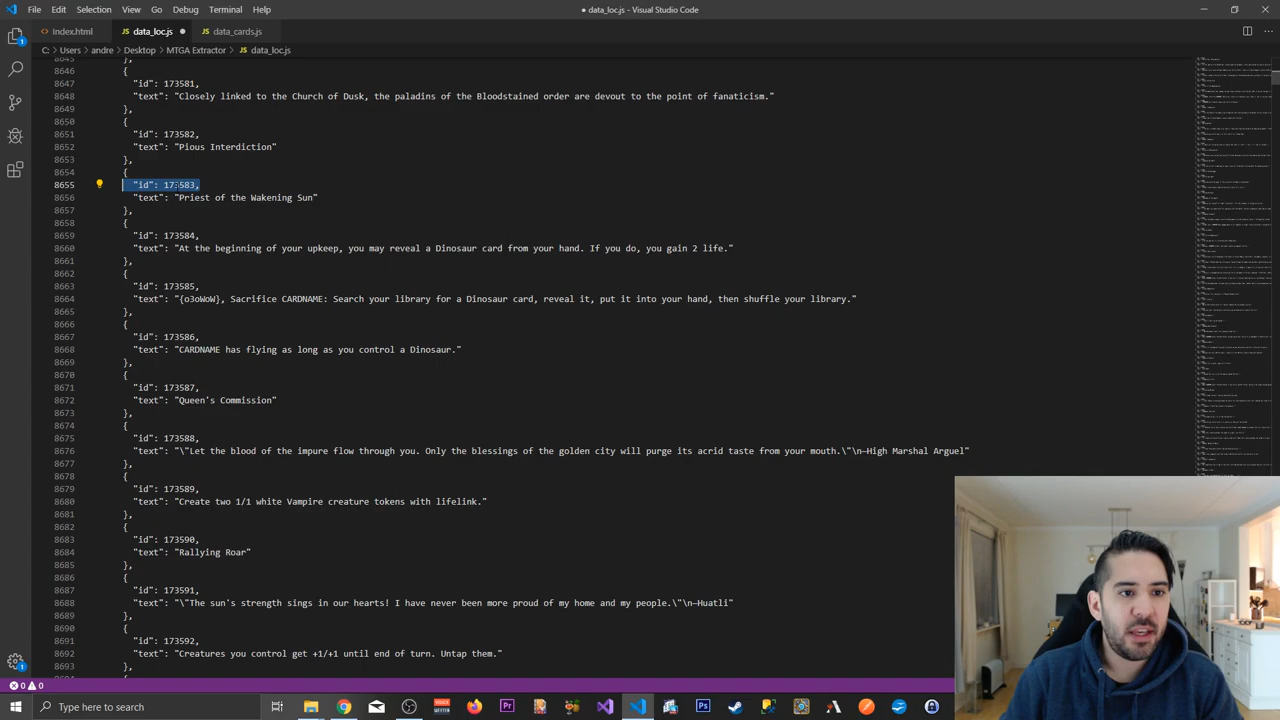 File Edit Selection View Go Debug Terminal Help
● data_loc.js - Visual Studio Code
Index.html
data_loc.js
data_cards.js
C: > Users > andre > Desktop > MTGA Extractor > data_loc.js
8645 },
8646 {
8647 "id": 173581,
8648 "text": "Closely linked to the Church of Dusk, the paladins of the Blood Accord are devout to the point of fanaticism."
8649 },
8650 {
8651 "id": 173582,
8652 "text": "Pious Interdiction"
8653 },
8654 {
8655 "id": 173583,
8656 "text": "Priest of the Wakening Sun"
8657 },
8658 {
8659 "id": 173584,
8660 "text": "At the beginning of your upkeep, you may reveal a Dinosaur card from your hand. If you do, you gain 2 life."
8661 },
8662 {
8663 "id": 173585,
8664 "text": "{o3oWoW}, Sacrifice CARDNAME: Search your library for a Dinosaur card, reveal it, put it into your hand, then shuffle your library."
8665 },
8666 {
8667 "id": 173586,
8668 "text": "CARDNAME has flying as long as you control a Dinosaur."
8669 },
8670 {
8671 "id": 173587,
8672 "text": "Queen's Commission"
8673 },
8674 {
8675 "id": 173588,
8676 "text": "\"Let the blood of the impure flow through you. Only the bitter and the golden city will purge its acrid taste from your mouth.\"\n—High Marshal Arguel"
8677 },
8678 {
8679 "id": 173589,
8680 "text": "Create two 1/1 white Vampire creature tokens with lifelink."
8681 },
8682 {
8683 "id": 173590,
8684 "text": "Rallying Roar"
8685 },
8686 {
8687 "id": 173591,
8688 "text": "\"The sun's strength sings in our hearts! I have never been more proud of my home and my people.\"\n—Huatli"
8689 },
8690 {
8691 "id": 173592,
8692 "text": "Creatures you control get +1/+1 until end of turn. Untap them."
8693 },
0 0
Type here to search